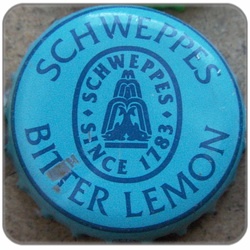 SCHWEPPES
SCHWEPPES
SINCE 1783
BITTER LEMON